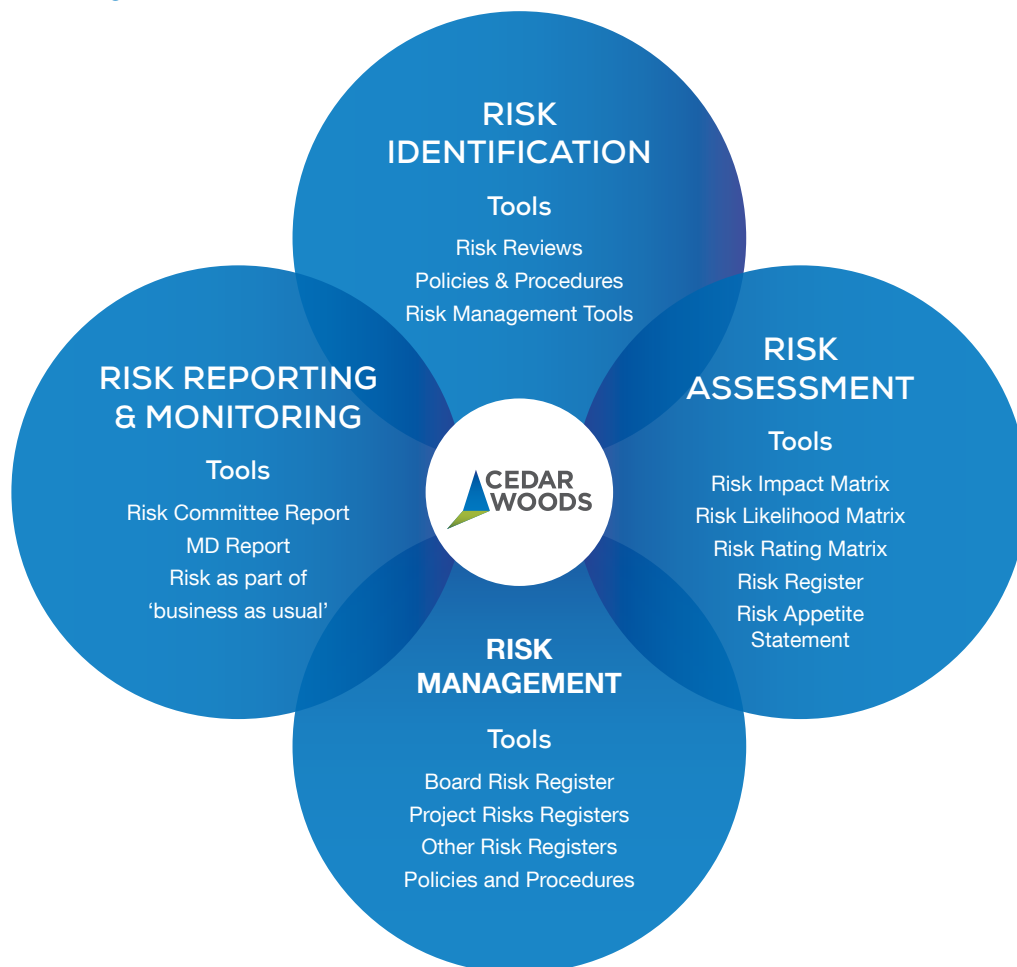 RISK
IDENTIFICATION
Tools
Risk Reviews
Policies & Procedures
Risk Management Tools
RISK REPORTING
& MONITORING
Tools
Risk Committee Report
MD Report
Risk as part of
‘business as usual’
CEDAR
WOODS
RISK
ASSESSMENT
Tools
Risk Impact Matrix
Risk Likelihood Matrix
Risk Rating Matrix
Risk Register
Risk Appetite
Statement
RISK
MANAGEMENT
Tools
Board Risk Register
Project Risks Registers
Other Risk Registers
Policies and Procedures